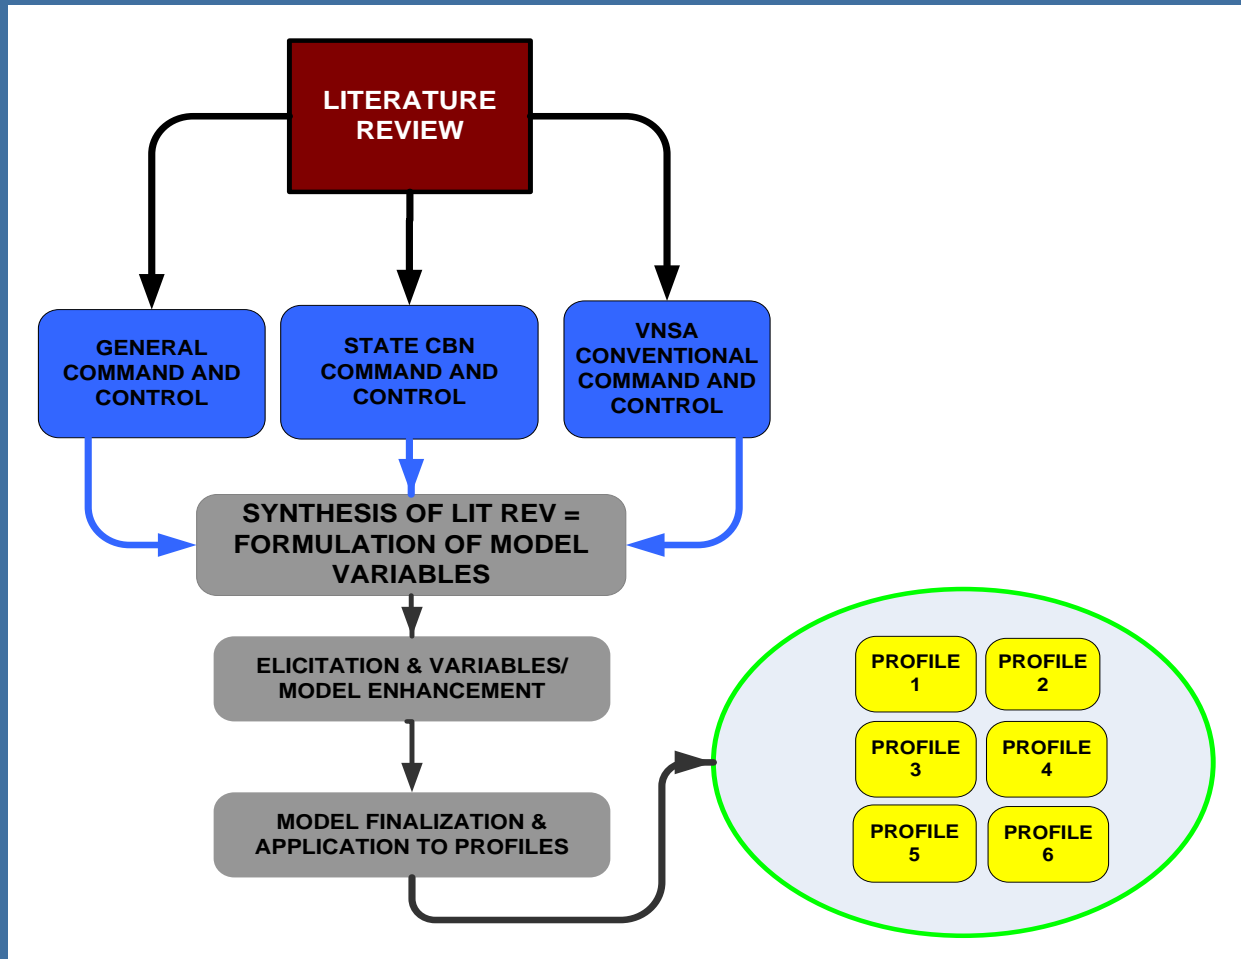 LITERATURE
REVIEW
GENERAL
COMMAND AND
CONTROL
STATE CBN
COMMAND AND
CONTROL
VNSA
CONVENTIONAL
COMMAND AND
CONTROL
SYNTHESIS OF LIT REV =
FORMULATION OF MODEL
VARIABLES
ELICITATION & VARIABLES/
MODEL ENHANCEMENT
MODEL FINALIZATION &
APPLICATION TO PROFILES
PROFILE
1
PROFILE
2
PROFILE
3
PROFILE
4
PROFILE
5
PROFILE
6